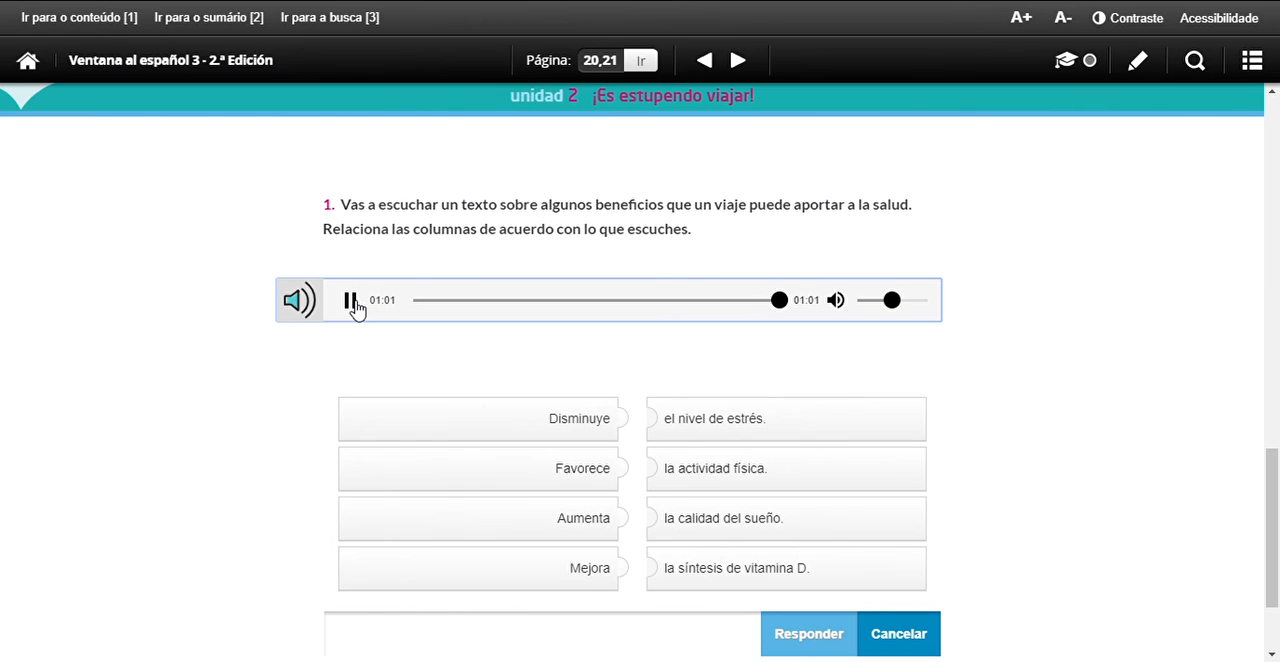 Ir para o conteúdo [1] Ir para o sumário [2] Ir para a busca [3] A+ A- Contraste Acessibilidade
Ventana al español 3 - 2.ª Edición Página: 20,21 Ir
unidad 2 ¡Es estupendo viajar!
1. Vas a escuchar un texto sobre algunos beneficios que un viaje puede aportar a la salud.
Relaciona las columnas de acuerdo con lo que escuches.
01:01 01:01
Disminuye el nivel de estrés.
Favorece la actividad física.
Aumenta la calidad del sueño.
Mejora la síntesis de vitamina D.
Responder Cancelar